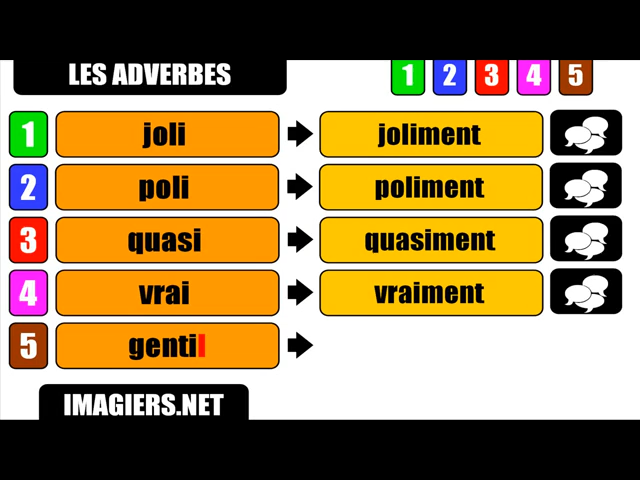 LES ADVERBES
1 2 3 4 5
1 joli joliment
2 poli poliment
3 quasi quasiment
4 vrai vraiment
5 gentil
IMAGIERS.NET